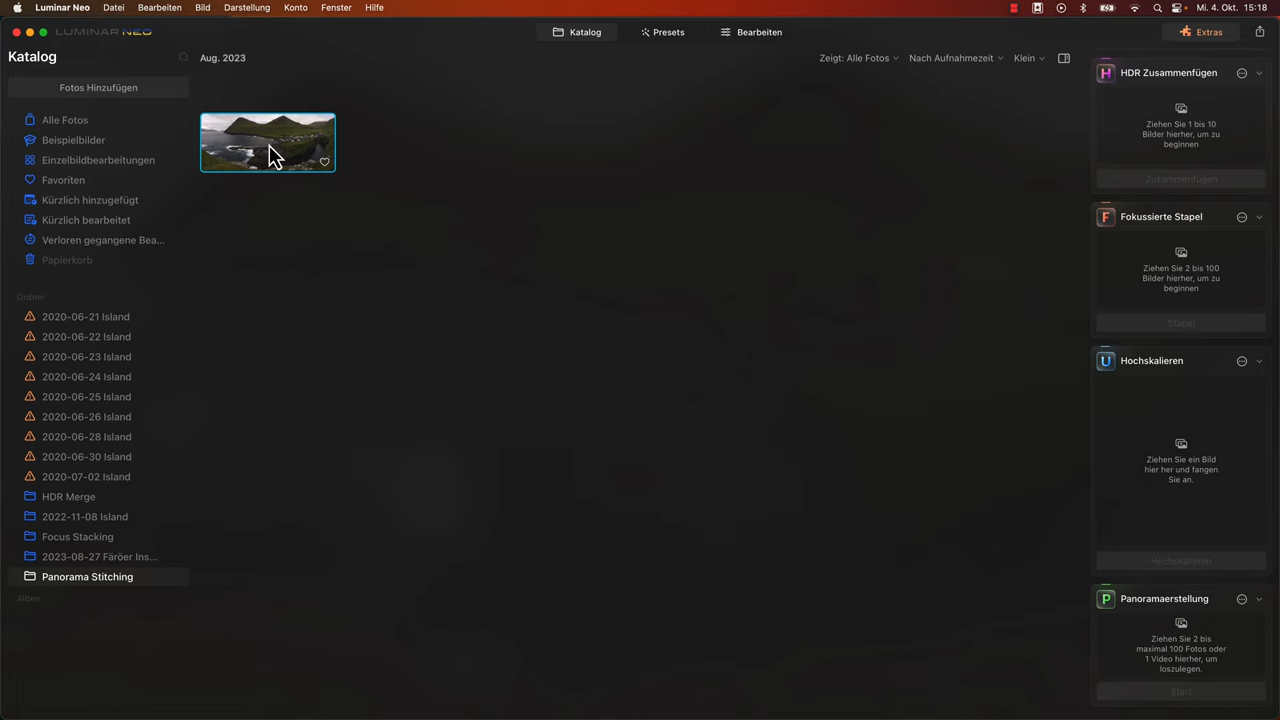 Luminar Neo Datei Bearbeiten Bild Darstellung Konto Fenster Hilfe Mi. 4. Okt. 15:18
LUMINAR NEO Katalog Presets Bearbeiten Extras
Katalog
Aug. 2023 Zeigt: Alle Fotos Nach Aufnahmezeit Klein
Fotos Hinzufügen
Alle Fotos
Beispielbilder
Einzelbildbearbeitungen
Favoriten
Kürzlich hinzugefügt
Kürzlich bearbeitet
Verloren gegangene Bea...
Papierkorb
Ordner
2020-06-21 Island
2020-06-22 Island
2020-06-23 Island
2020-06-24 Island
2020-06-25 Island
2020-06-26 Island
2020-06-28 Island
2020-06-30 Island
2020-07-02 Island
HDR Merge
2022-11-08 Island
Focus Stacking
2023-08-27 Färöer Ins...
Panorama Stitching
Alben
H HDR Zusammenfügen
Ziehen Sie 1 bis 10
Bilder hierher, um zu
beginnen
Zusammenfügen
F Fokussierte Stapel
Ziehen Sie 2 bis 100
Bilder hierher, um zu
beginnen
Stapel
U Hochskalieren
Ziehen Sie ein Bild
hier her und fangen
Sie an.
Hochskalieren
P Panoramaerstellung
Ziehen Sie 2 bis
maximal 100 Fotos oder
1 Video hierher, um
loszulegen.
Start